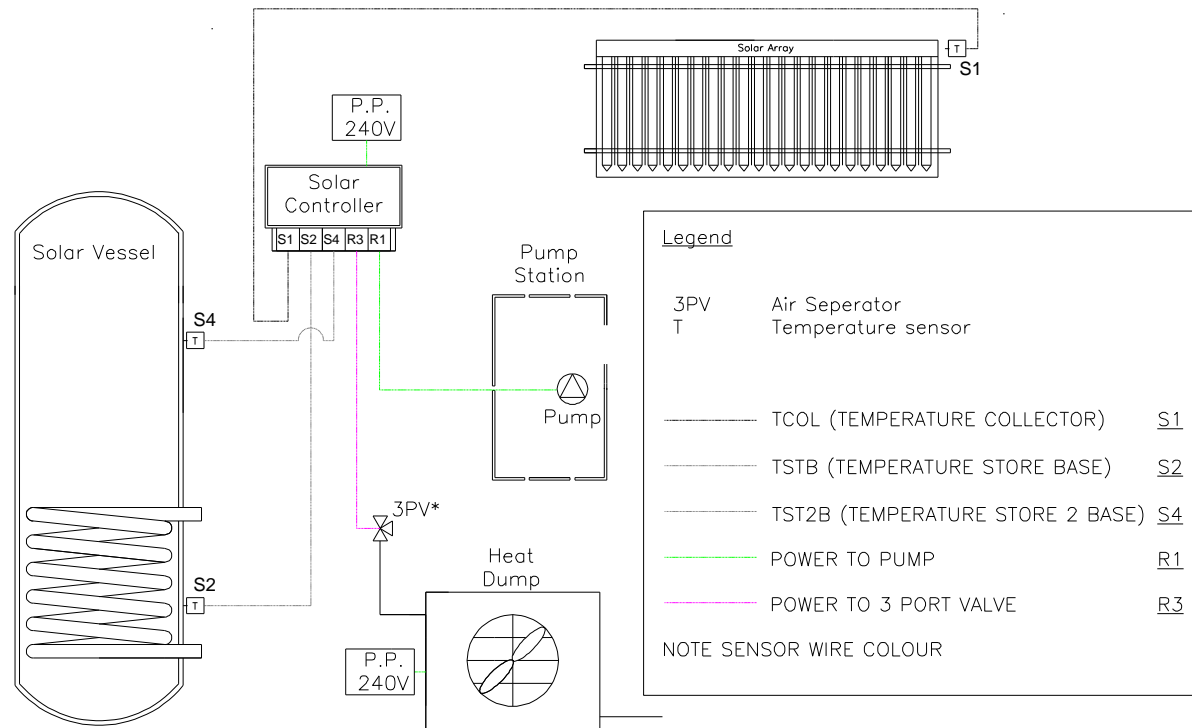 Solar Array
T
S1
P.P.
240V
Solar
Controller
S1 S2 S4 R3 R1
Solar Vessel
S4
T
Pump
Station
Pump
3PV*
Heat
Dump
S2
T
P.P.
240V
Legend
3PV Air Seperator
T Temperature sensor
TCOL (TEMPERATURE COLLECTOR) S1
TSTB (TEMPERATURE STORE BASE) S2
TST2B (TEMPERATURE STORE 2 BASE) S4
POWER TO PUMP R1
POWER TO 3 PORT VALVE R3
NOTE SENSOR WIRE COLOUR